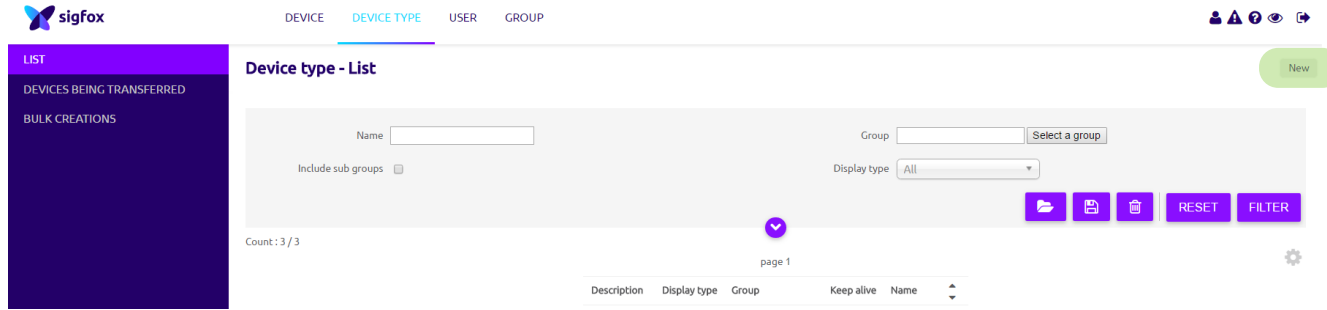 sigfox DEVICE DEVICE TYPE USER GROUP
LIST
DEVICES BEING TRANSFERRED
BULK CREATIONS
Device type - List New
Name Group Select a group
Include sub groups Display type All
RESET FILTER
Count : 3 / 3
page 1
Description Display type Group Keep alive Name